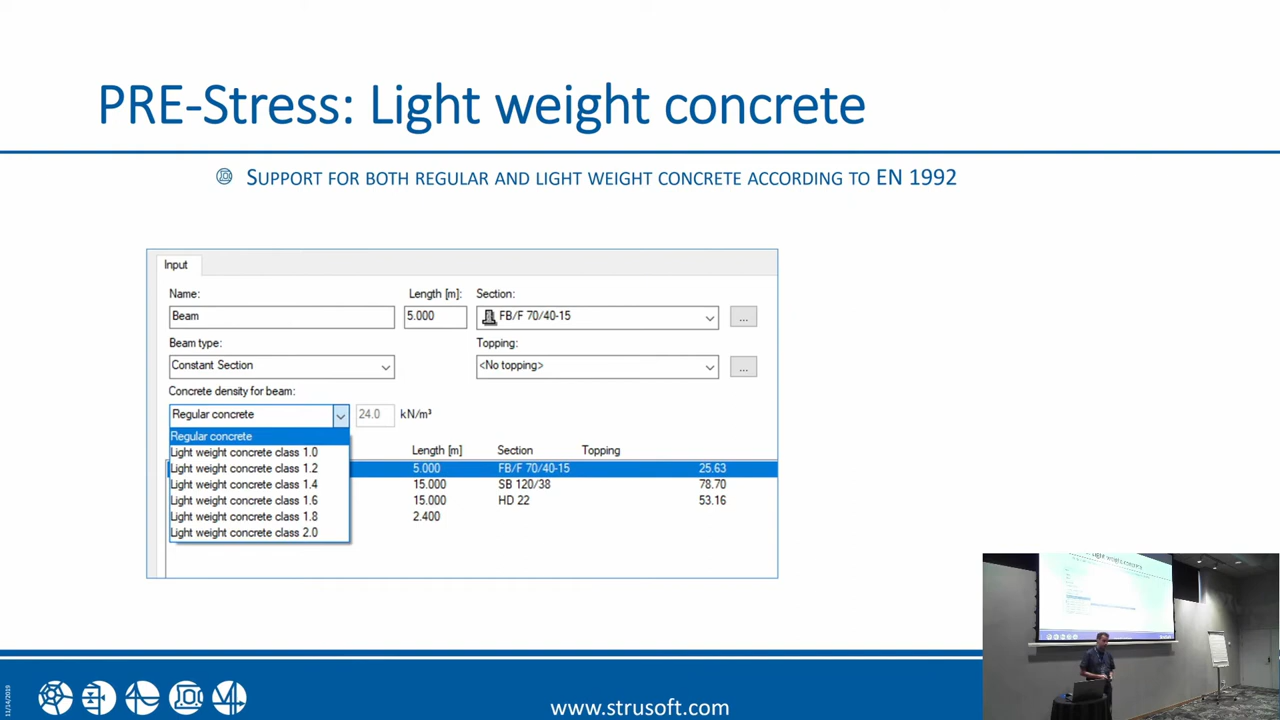 PRE-Stress: Light weight concrete
SUPPORT FOR BOTH REGULAR AND LIGHT WEIGHT CONCRETE ACCORDING TO EN 1992
Input
Name: Length [m]: Section:
Beam 5.000 FB/F 70/40-15 ...
Beam type: Topping:
Constant Section <No topping> ...
Concrete density for beam:
Regular concrete 24.0 kN/m³
Regular concrete
Light weight concrete class 1.0
Light weight concrete class 1.2
Light weight concrete class 1.4
Light weight concrete class 1.6
Light weight concrete class 1.8
Light weight concrete class 2.0
Length [m] Section Topping
5.000 FB/F 70/40-15 25.63
15.000 SB 120/38 78.70
15.000 HD 22 53.16
2.400
11/14/2019
www.strusoft.com